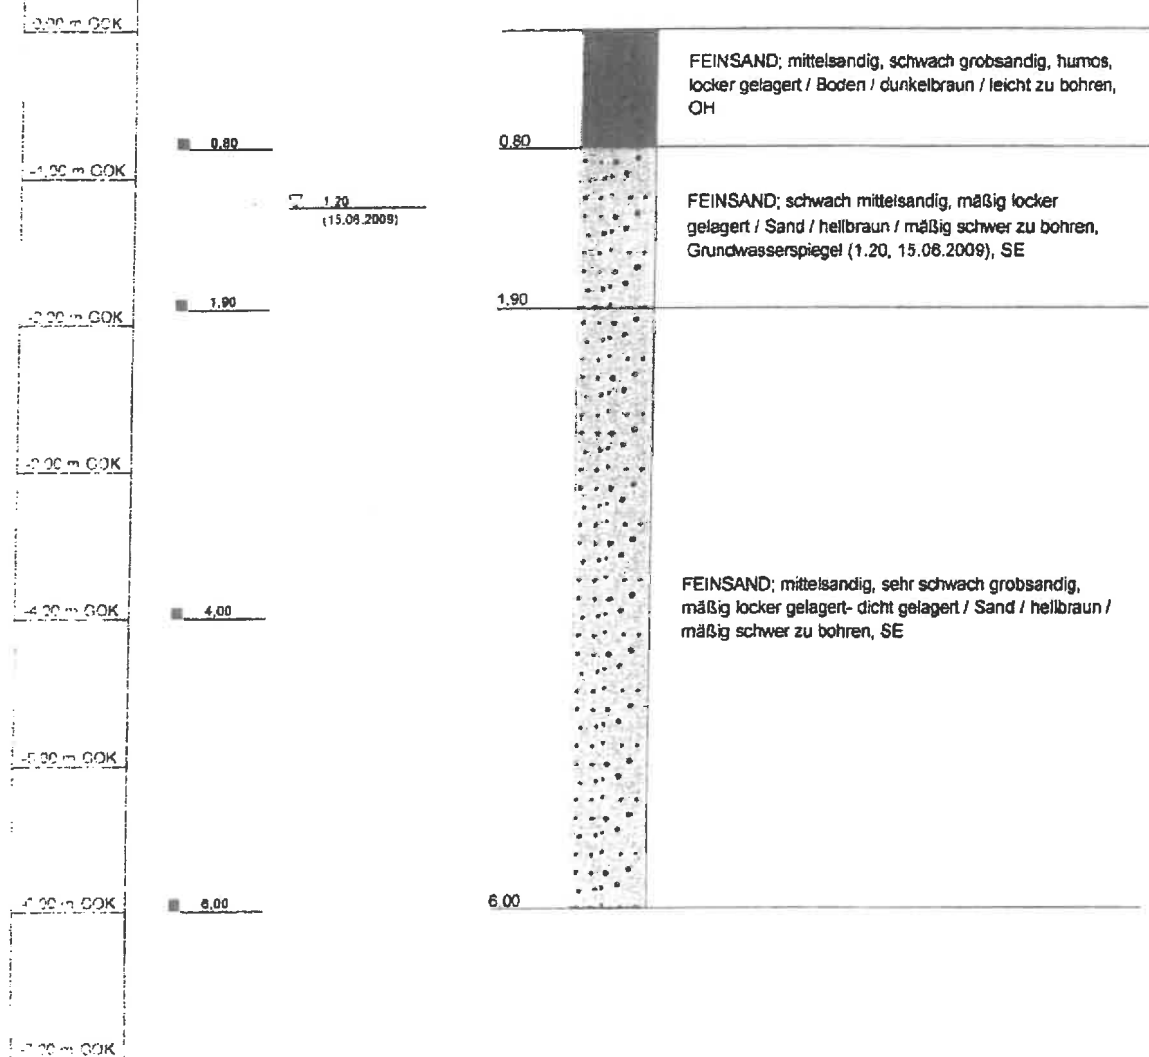 0,00 m GOK
FEINSAND; mittelsandig, schwach grobsandig, humos,
locker gelagert / Boden / dunkelbraun / leicht zu bohren,
OH
0,80
0,80
-1,00 m GOK
1,20
(15.06.2009)
FEINSAND; schwach mittelsandig, mäßig locker
gelagert / Sand / hellbraun / mäßig schwer zu bohren,
Grundwasserspiegel (1.20, 15.06.2009), SE
1,90
1,90
-2,00 m GOK
-3,00 m GOK
FEINSAND; mittelsandig, sehr schwach grobsandig,
mäßig locker gelagert- dicht gelagert / Sand / hellbraun /
mäßig schwer zu bohren, SE
-4,00 m GOK
4,00
-5,00 m GOK
-6,00 m GOK
6,00
6,00
-7,00 m GOK